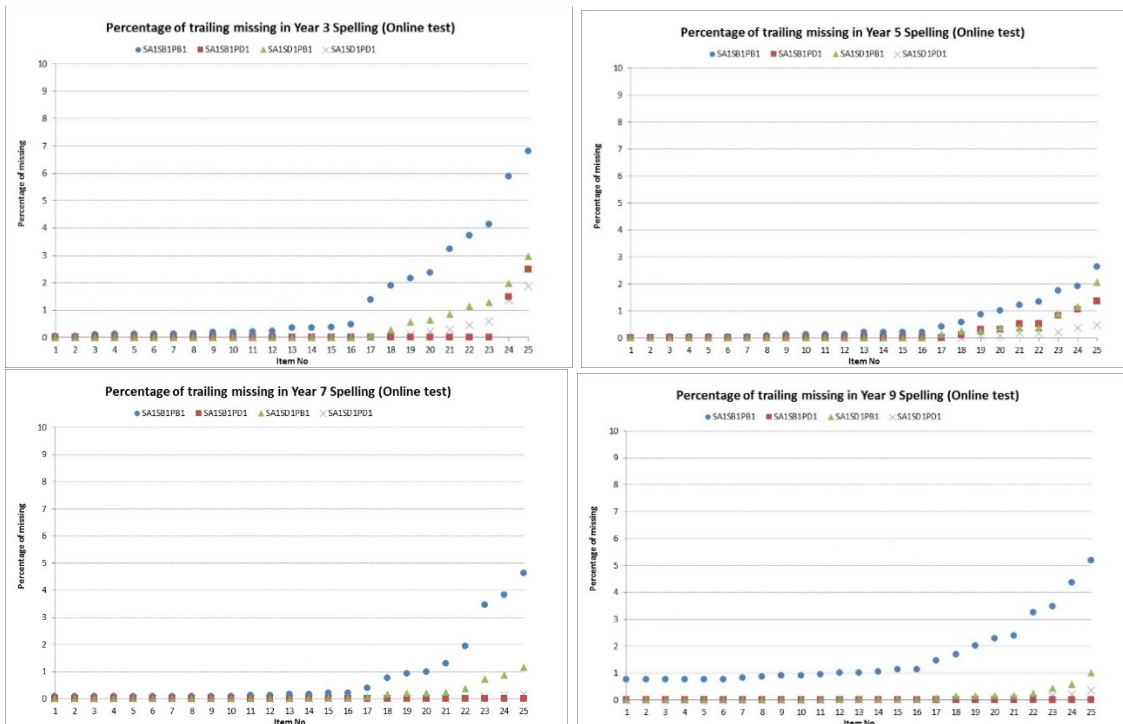 Percentage of trailing missing in Year 3 Spelling (Online test)
SA1SB1PB1 SA1SB1PD1 SA1SD1PB1 SA1SD1PD1
Percentage of missing
10
9
8
7
6
5
4
3
2
1
0
1 2 3 4 5 6 7 8 9 10 11 12 13 14 15 16 17 18 19 20 21 22 23 24 25
Item No
Percentage of trailing missing in Year 5 Spelling (Online test)
SA1SB1PB1 SA1SB1PD1 SA1SD1PB1 SA1SD1PD1
Percentage of missing
10
9
8
7
6
5
4
3
2
1
0
1 2 3 4 5 6 7 8 9 10 11 12 13 14 15 16 17 18 19 20 21 22 23 24 25
Item No
Percentage of trailing missing in Year 7 Spelling (Online test)
SA1SB1PB1 SA1SB1PD1 SA1SD1PB1 SA1SD1PD1
Percentage of missing
10
9
8
7
6
5
4
3
2
1
0
1 2 3 4 5 6 7 8 9 10 11 12 13 14 15 16 17 18 19 20 21 22 23 24 25
Item No
Percentage of trailing missing in Year 9 Spelling (Online test)
SA1SB1PB1 SA1SB1PD1 SA1SD1PB1 SA1SD1PD1
Percentage of missing
10
9
8
7
6
5
4
3
2
1
0
1 2 3 4 5 6 7 8 9 10 11 12 13 14 15 16 17 18 19 20 21 22 23 24 25
Item No